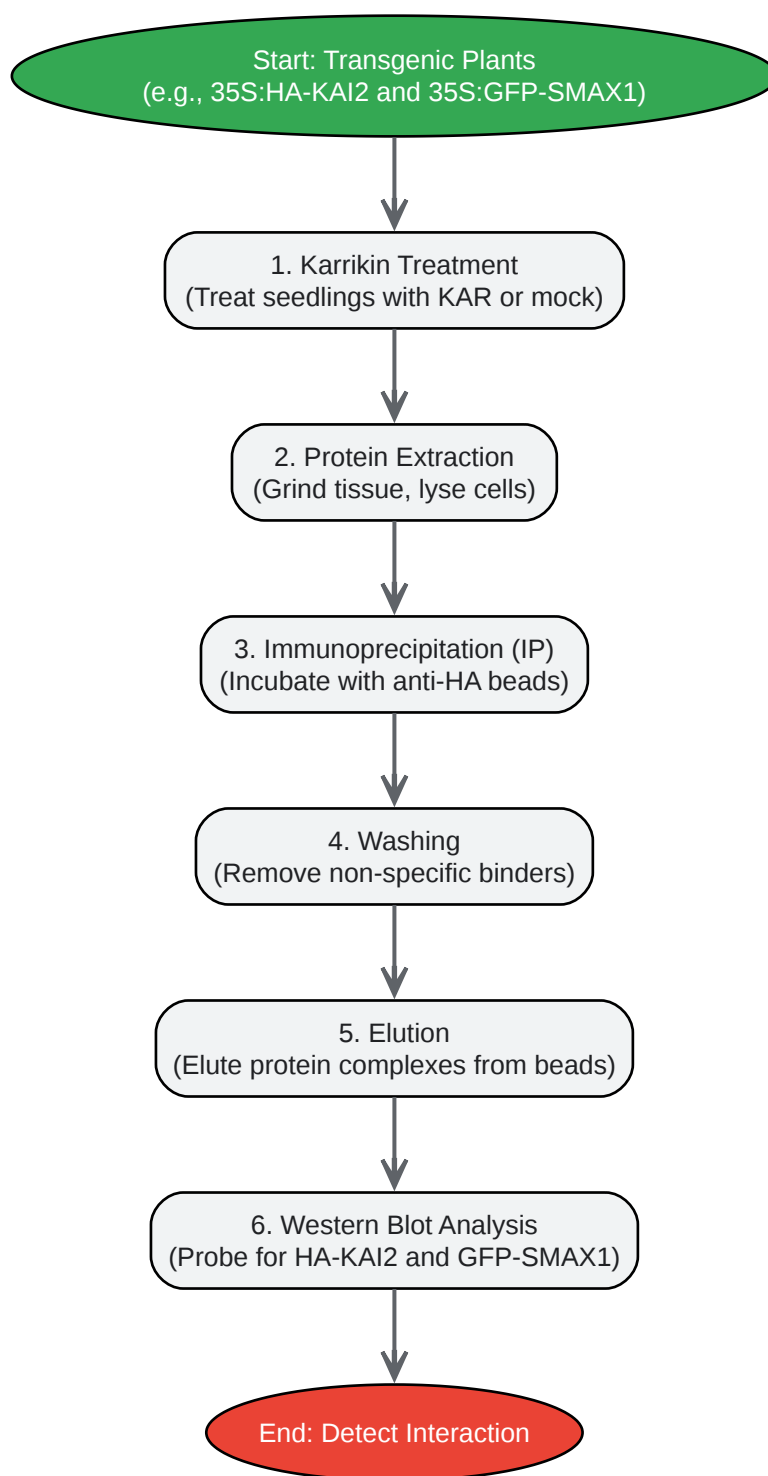 Start: Transgenic Plants
(e.g., 35S:HA-KAI2 and 35S:GFP-SMAX1)
1. Karrikin Treatment
(Treat seedlings with KAR or mock)
2. Protein Extraction
(Grind tissue, lyse cells)
3. Immunoprecipitation (IP)
(Incubate with anti-HA beads)
4. Washing
(Remove non-specific binders)
5. Elution
(Elute protein complexes from beads)
6. Western Blot Analysis
(Probe for HA-KAI2 and GFP-SMAX1)
End: Detect Interaction